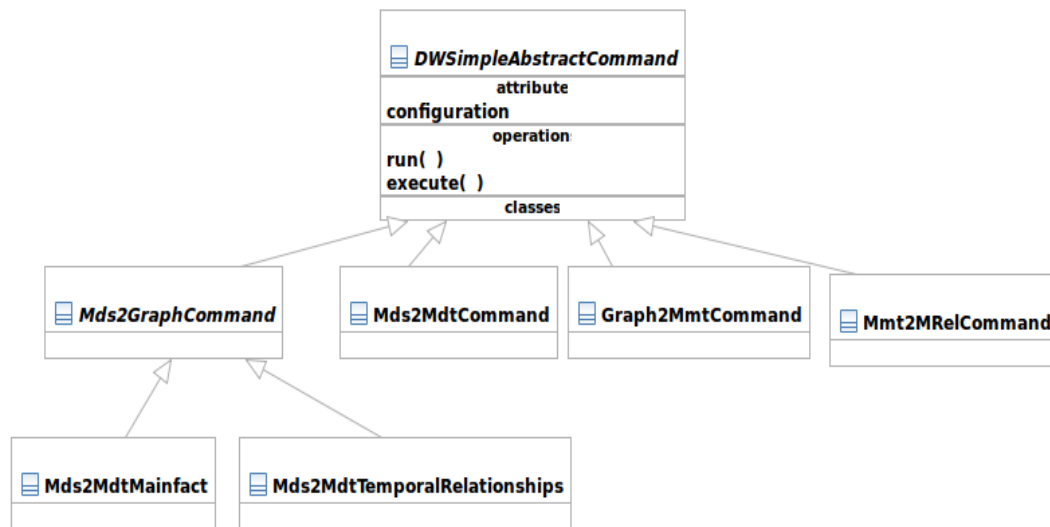 DWSimpleAbstractCommand
attribute
configuration
operation
run( )
execute( )
classes
Mds2GraphCommand
Mds2MdtCommand
Graph2MmtCommand
Mmt2MRelCommand
Mds2MdtMainfact
Mds2MdtTemporalRelationships